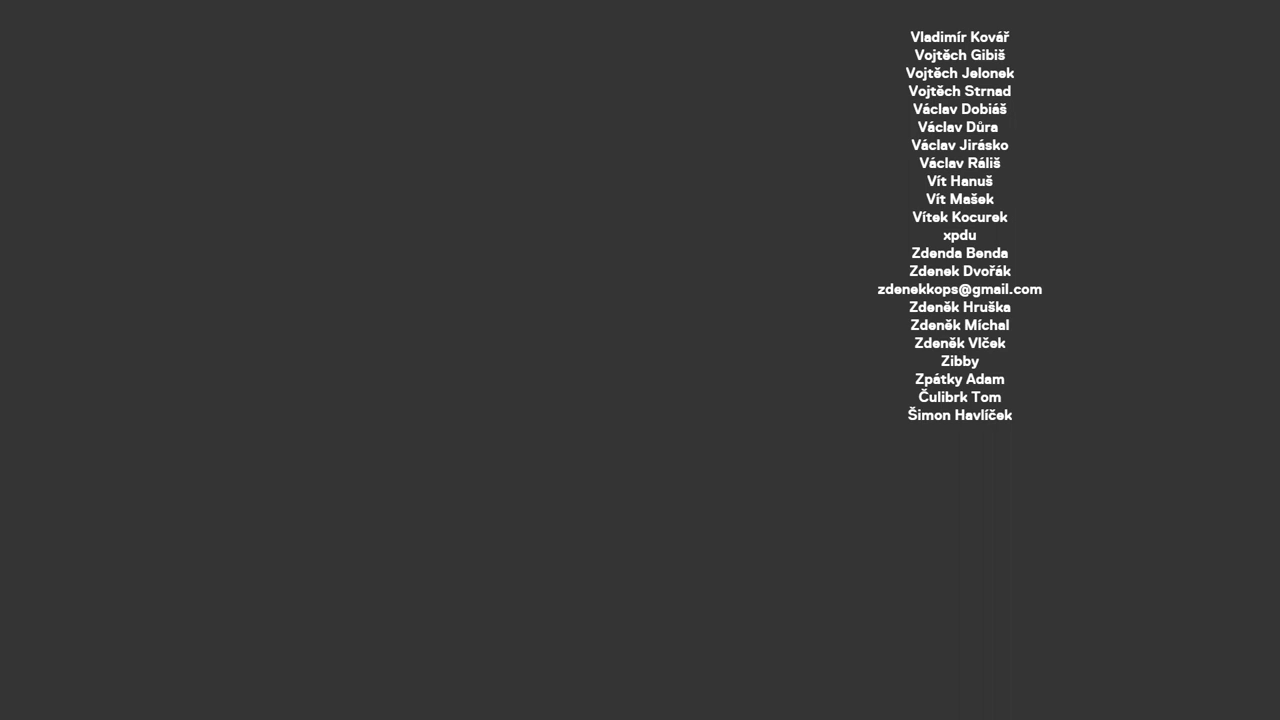 Vladimír Kovář
Vojtěch Gibiš
Vojtěch Jelonek
Vojtěch Strnad
Václav Dobiáš
Václav Důra
Václav Jirásko
Václav Ráliš
Vít Hanuš
Vít Mašek
Vítek Kocurek
xpdu
Zdenda Benda
Zdenek Dvořák
zdenekkops@gmail.com
Zdeněk Hruška
Zdeněk Míchal
Zdeněk Vlček
Zibby
Zpátky Adam
Čulibrk Tom
Šimon Havlíček